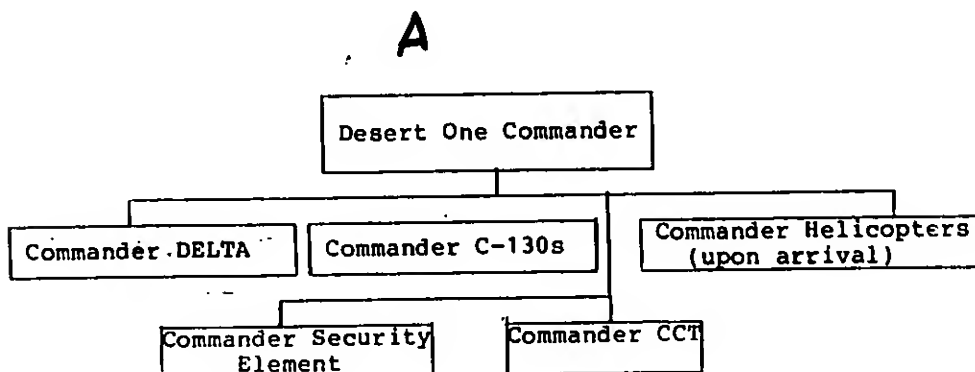 A
Desert One Commander
Commander DELTA
Commander C-130s
Commander Helicopters
(upon arrival)
Commander Security
Element
Commander CCT